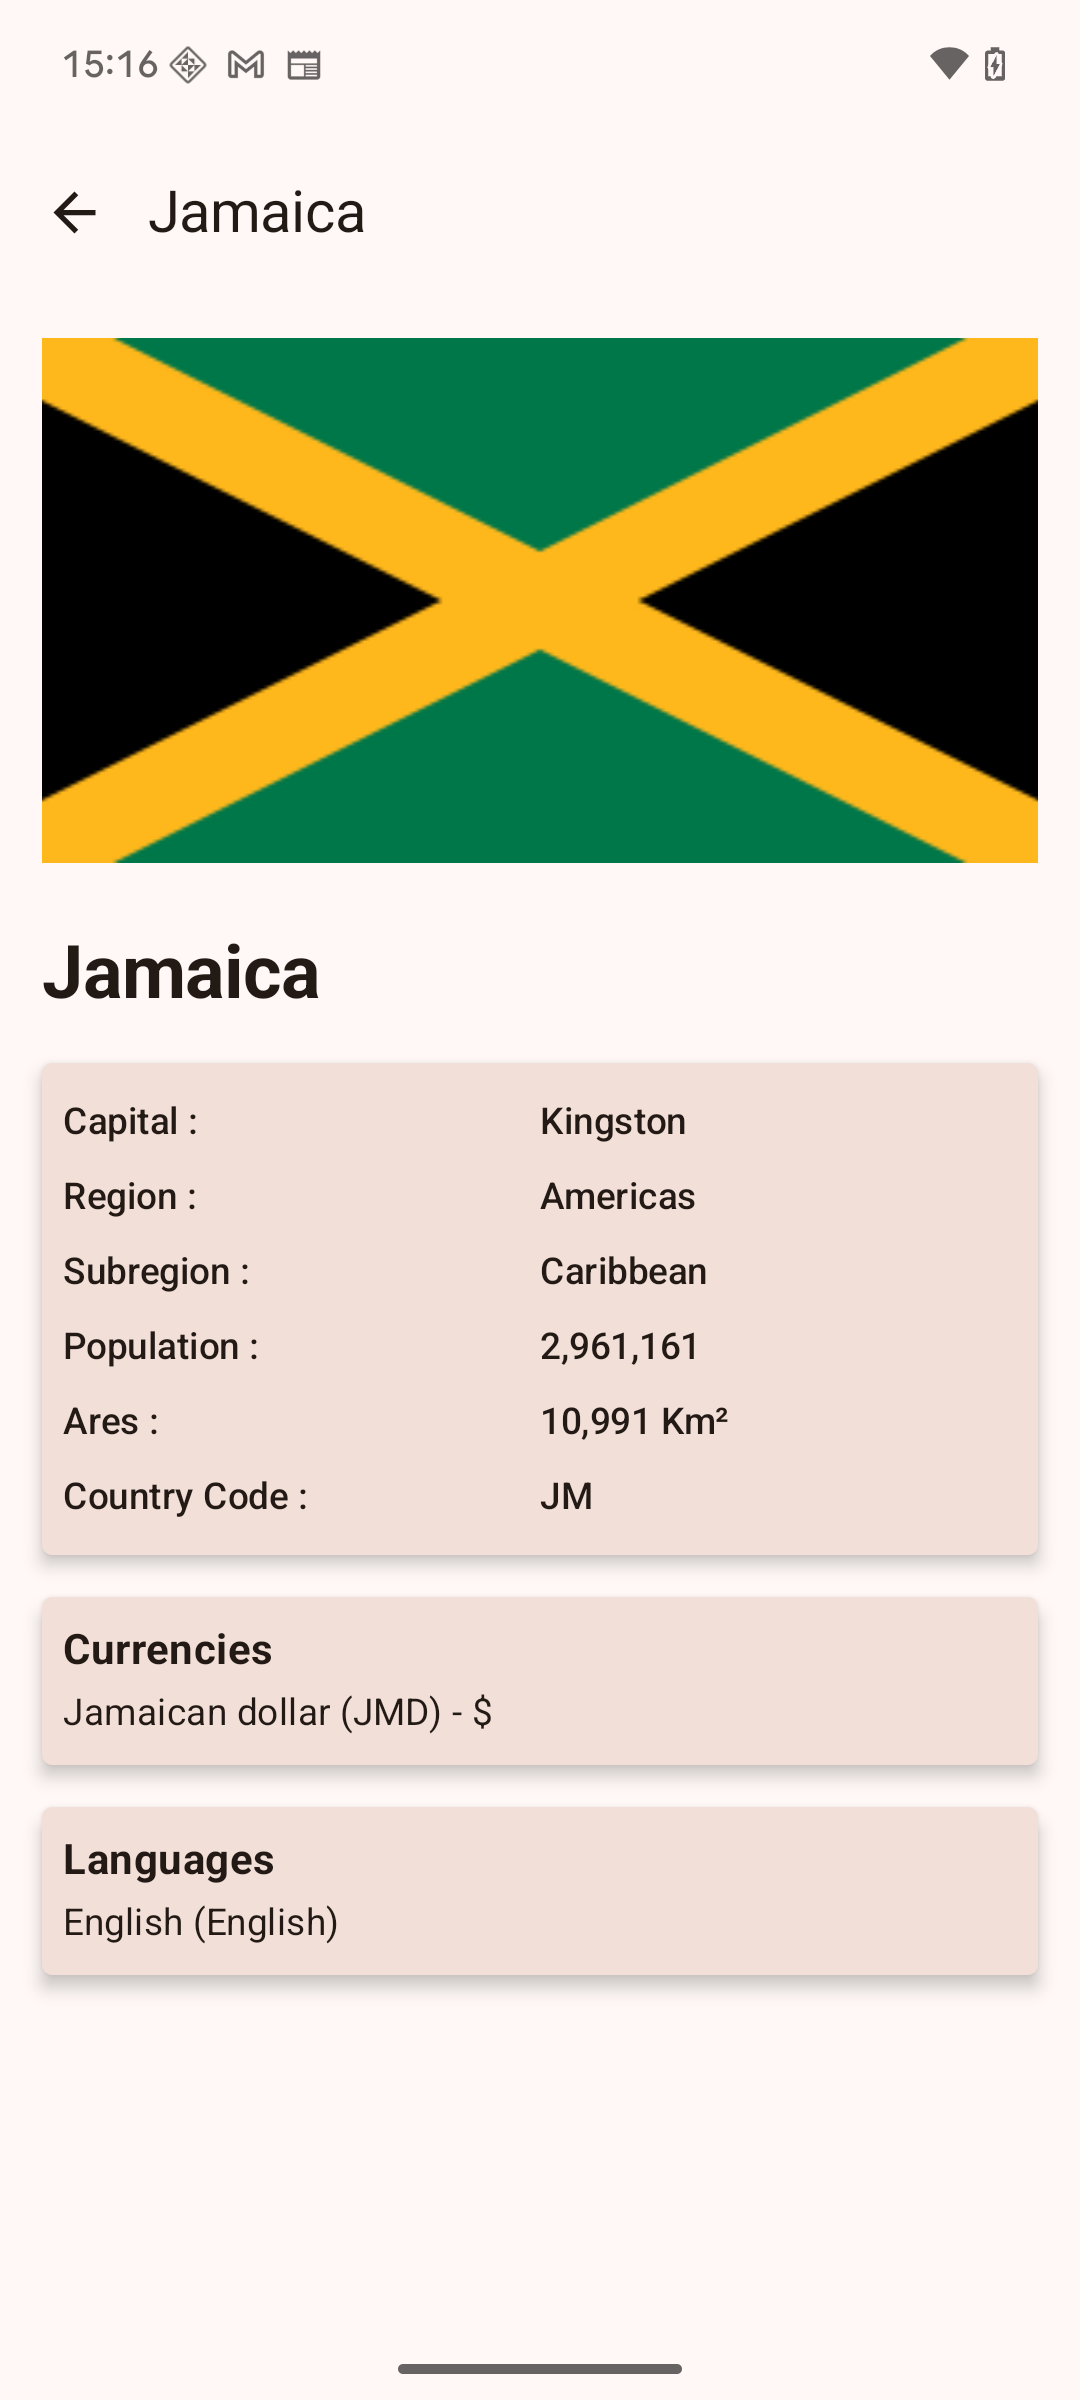 15:16
Jamaica
Jamaica
Capital : Kingston
Region : Americas
Subregion : Caribbean
Population : 2,961,161
Ares : 10,991 Km²
Country Code : JM
Currencies
Jamaican dollar (JMD) - $
Languages
English (English)